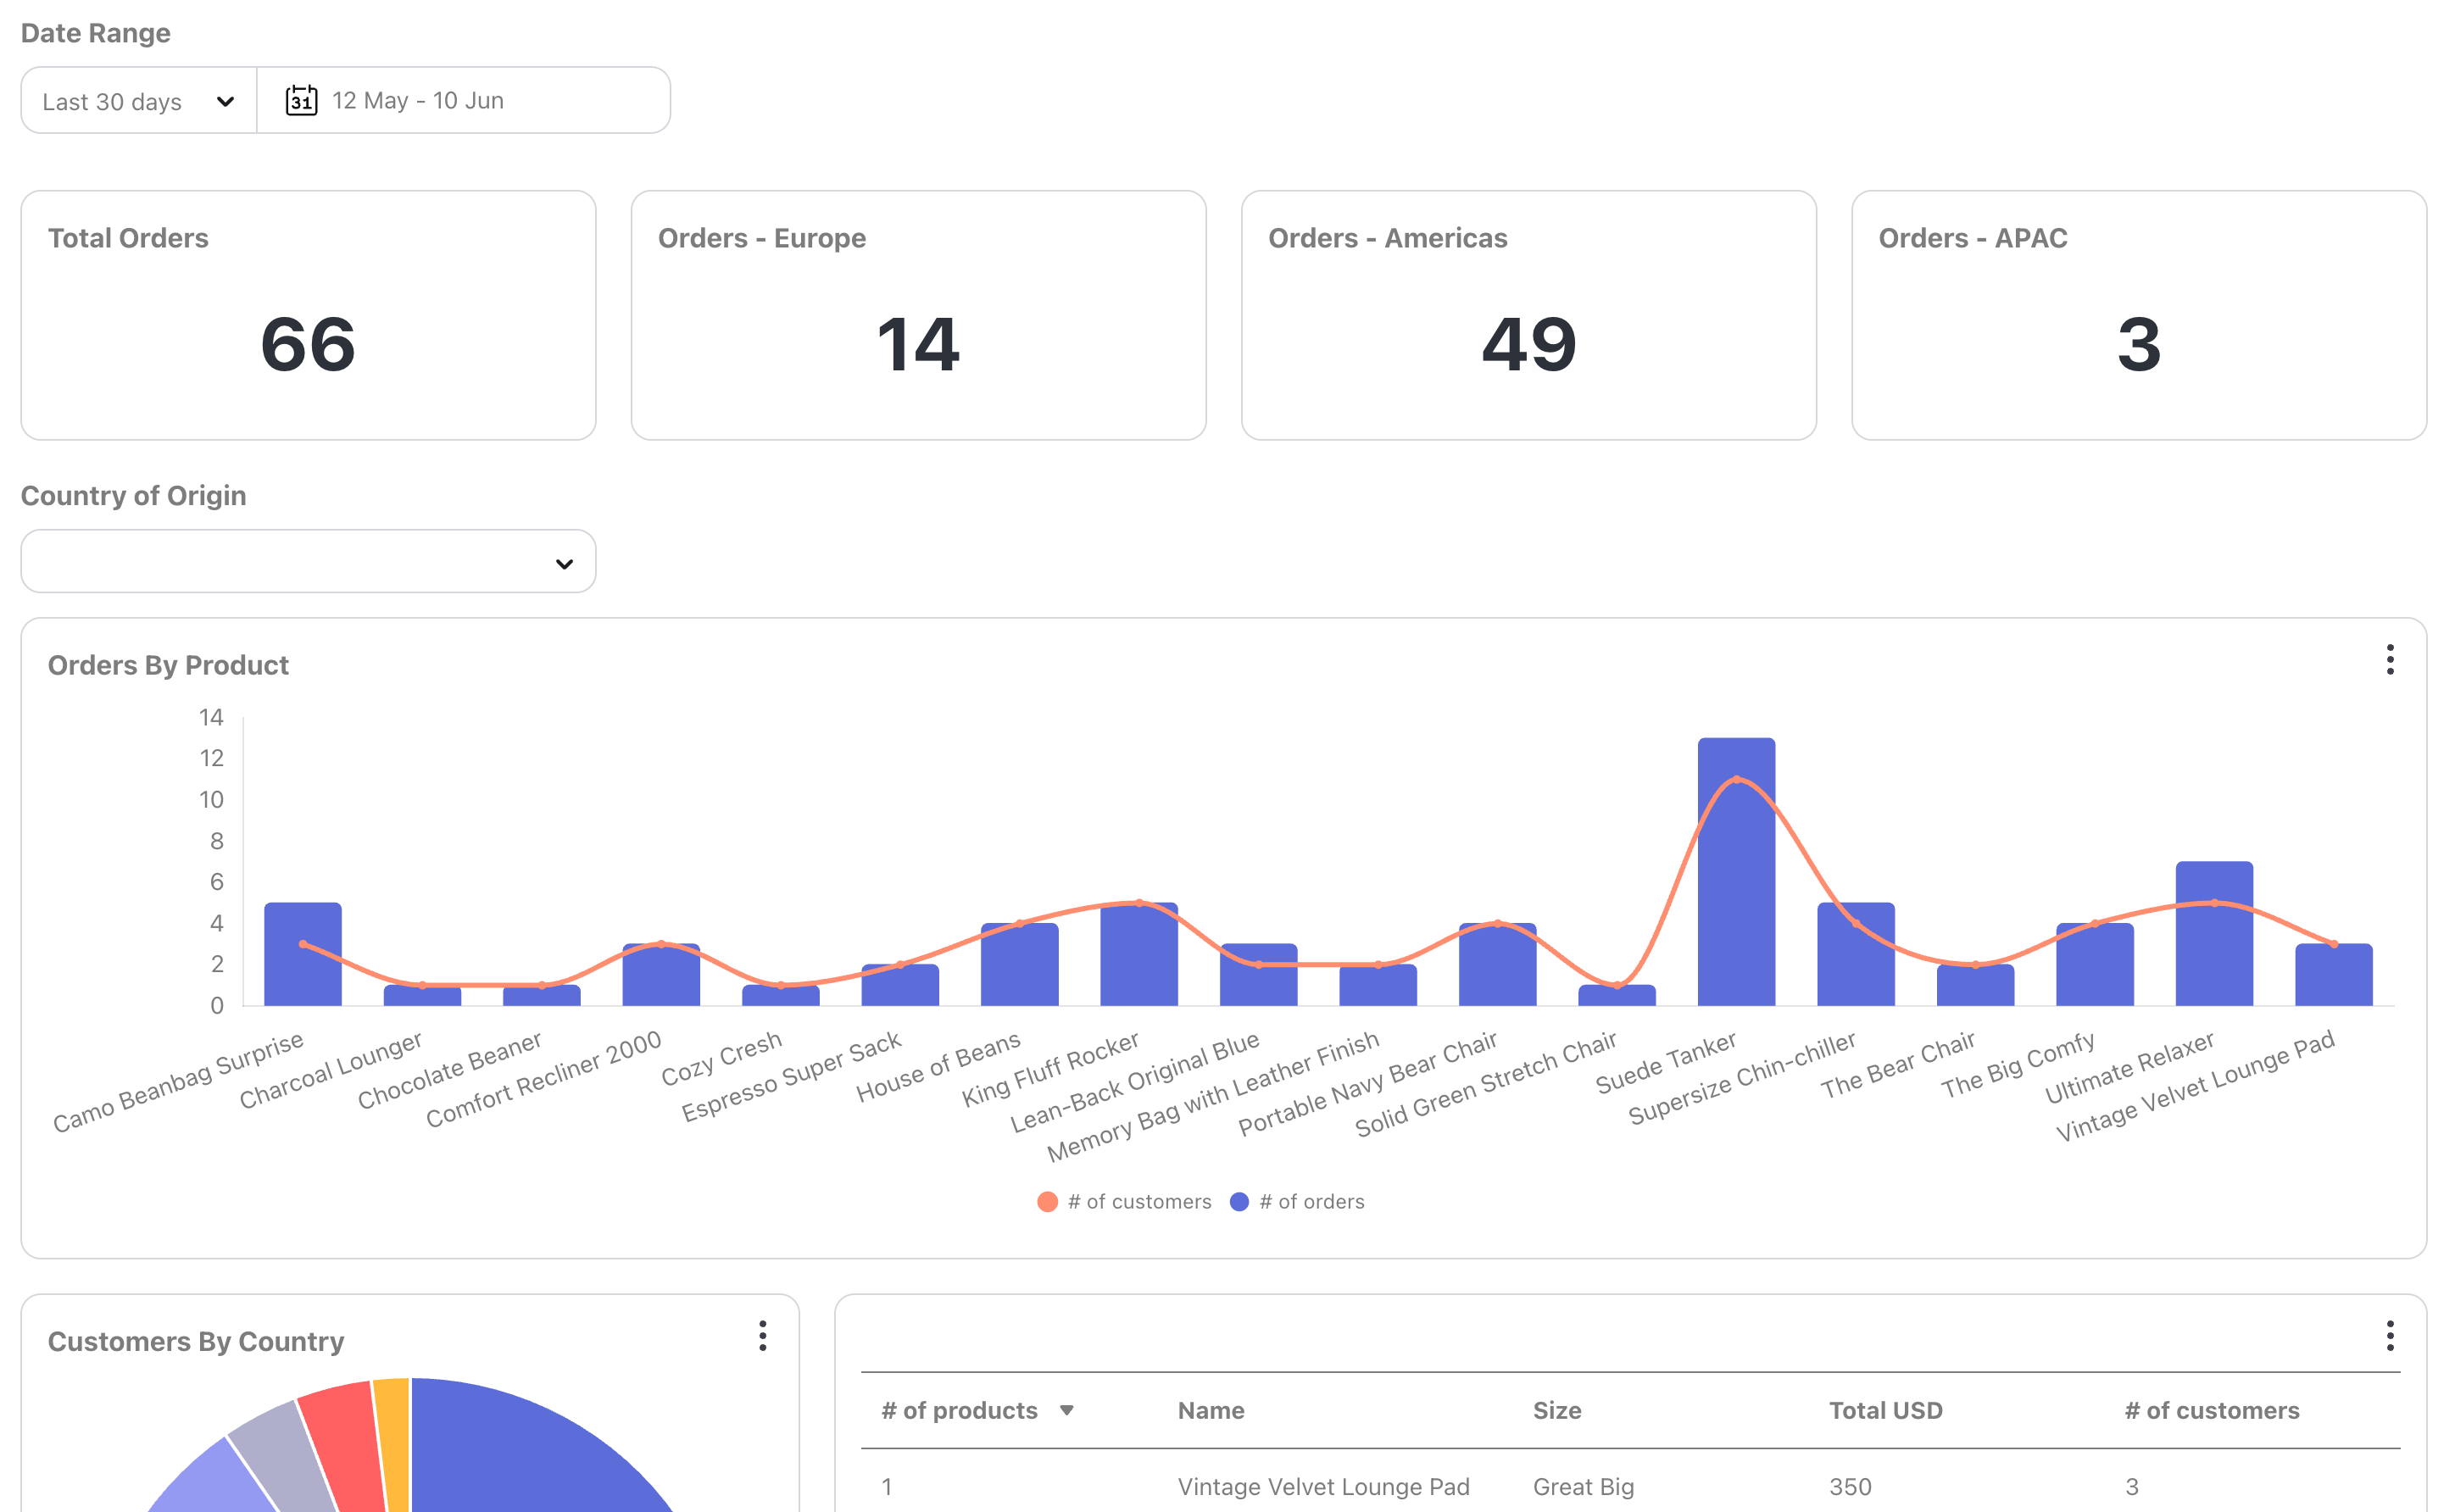 Date Range
Last 30 days
31
12 May - 10 Jun
Total Orders
66
Orders - Europe
14
Orders - Americas
49
Orders - APAC
3
Country of Origin
Orders By Product
14
12
10
8
6
4
2
0
Camo Beanbag Surprise
Charcoal Lounger
Chocolate Beaner
Comfort Recliner 2000
Cozy Cresh
Espresso Super Sack
House of Beans
King Fluff Rocker
Lean-Back Original Blue
Memory Bag with Leather Finish
Portable Navy Bear Chair
Solid Green Stretch Chair
Suede Tanker
Supersize Chin-chiller
The Bear Chair
The Big Comfy
Ultimate Relaxer
Vintage Velvet Lounge Pad
# of customers # of orders
Customers By Country
# of products Name Size Total USD # of customers
1 Vintage Velvet Lounge Pad Great Big 350 3